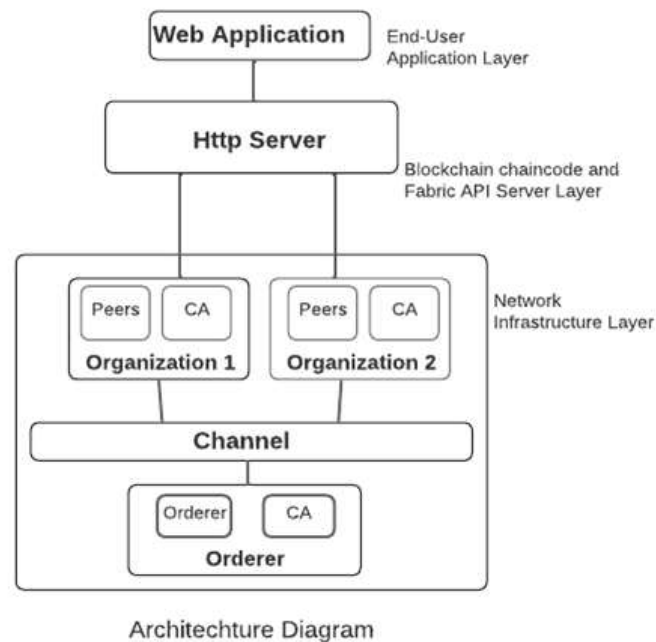 Web Application
End-User
Application Layer
Http Server
Blockchain chaincode and
Fabric API Server Layer
Peers
CA
Organization 1
Peers
CA
Organization 2
Network
Infrastructure Layer
Channel
Orderer
CA
Orderer
Architechture Diagram